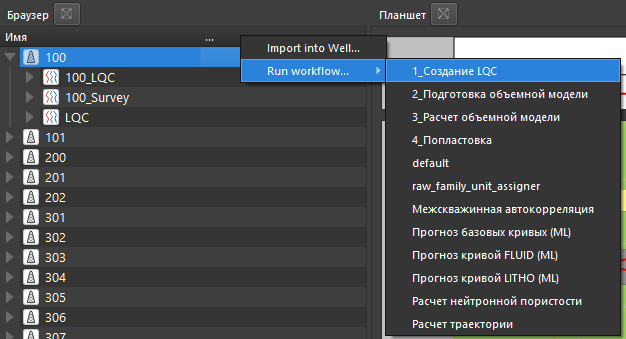 Браузер
Планшет
Имя
...
100
100_LQC
100_Survey
LQC
101
200
201
202
301
302
303
304
305
306
307
Import into Well...
Run workflow...
1_Создание LQC
2_Подготовка объемной модели
3_Расчет объемной модели
4_Попластовка
default
raw_family_unit_assigner
Межскважинная автокорреляция
Прогноз базовых кривых (ML)
Прогноз кривой FLUID (ML)
Прогноз кривой LITHO (ML)
Расчет нейтронной пористости
Расчет траектории